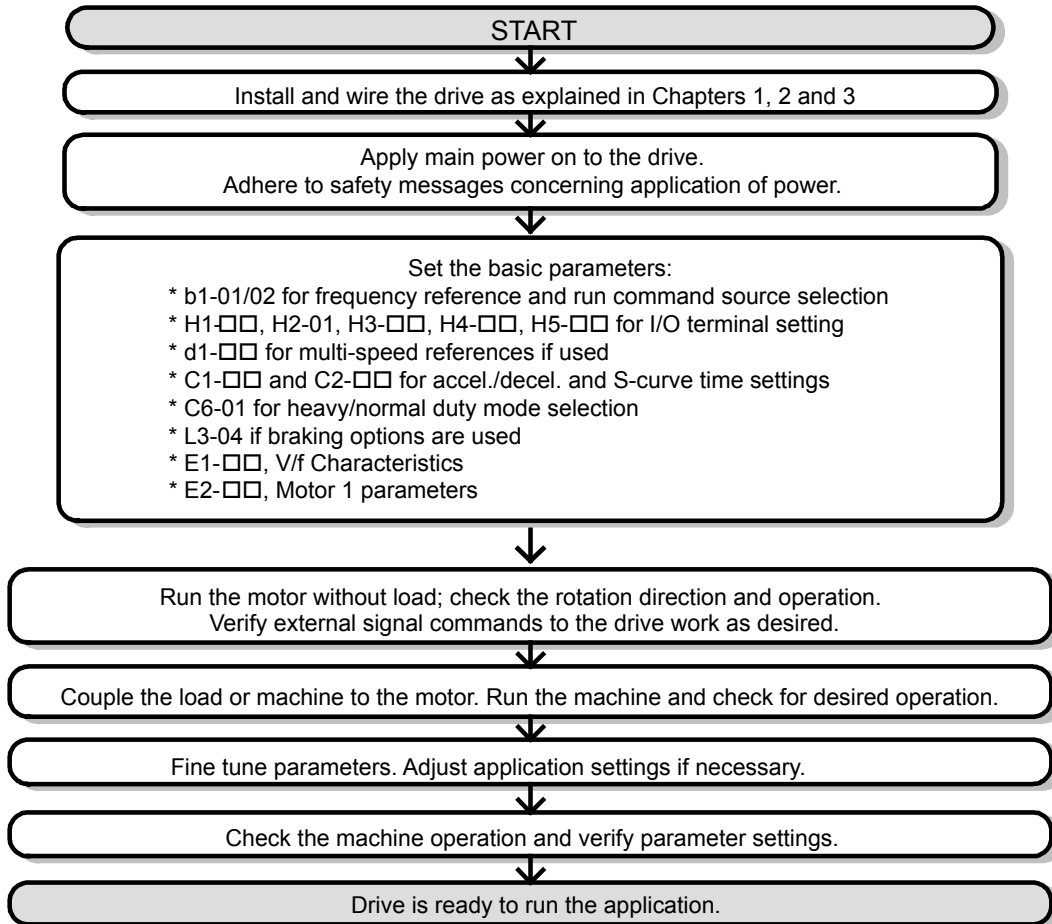 START
Install and wire the drive as explained in Chapters 1, 2 and 3
Apply main power on to the drive.
Adhere to safety messages concerning application of power.
Set the basic parameters:
* b1-01/02 for frequency reference and run command source selection
* H1-□□, H2-01, H3-□□, H4-□□, H5-□□ for I/O terminal setting
* d1-□□ for multi-speed references if used
* C1-□□ and C2-□□ for accel./decel. and S-curve time settings
* C6-01 for heavy/normal duty mode selection
* L3-04 if braking options are used
* E1-□□, V/f Characteristics
* E2-□□, Motor 1 parameters
Run the motor without load; check the rotation direction and operation.
Verify external signal commands to the drive work as desired.
Couple the load or machine to the motor. Run the machine and check for desired operation.
Fine tune parameters. Adjust application settings if necessary.
Check the machine operation and verify parameter settings.
Drive is ready to run the application.